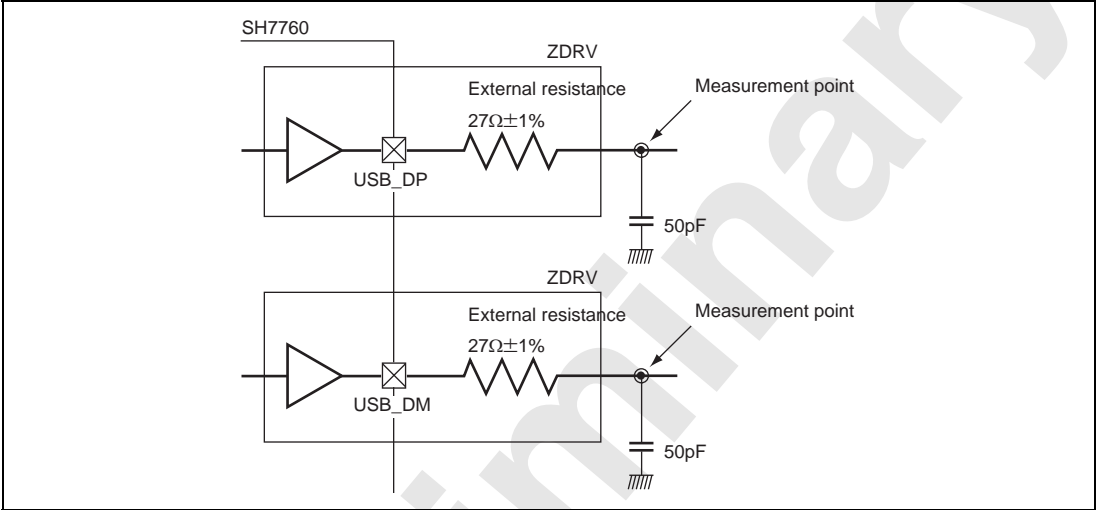 SH7760
ZDRV
External resistance
27Ω±1%
Measurement point
USB_DP
50pF
ZDRV
External resistance
27Ω±1%
Measurement point
USB_DM
50pF